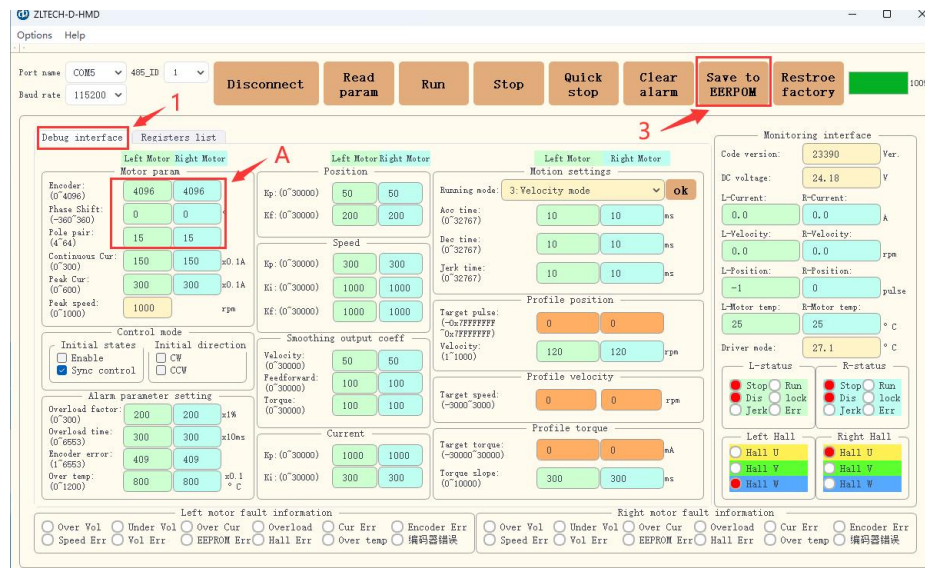 ZLTECH-D-HMD
Options Help
Port name COM5 485_ID 1
Baud rate 115200
Disconnect
Read param
Run
Stop
Quick stop
Clear alarm
Save to EERPOM
Restroe factory
100%
1
3
A
Debug interface Registers list
Left Motor Right Motor
Motor param
Encoder: (0~4096) 4096 4096
Phase Shift: (-360~360) 0 0 °
Pole pair: (4~64) 15 15
Continuous Cur: (0~300) 150 150 x0.1A
Peak Cur: (0~600) 300 300 x0.1A
Peak speed: (0~1000) 1000 rpm
Control mode
Initial states Initial direction
Enable CW
Sync control CCW
Alarm parameter setting
Overload factor: (0~300) 200 200 x1%
Overload time: (0~6553) 300 300 x10ms
Encoder error: (1~6553) 409 409
Over temp: (0~1200) 800 800 x0.1 °C
Left Motor Right Motor
Position
Kp: (0~30000) 50 50
Kf: (0~30000) 200 200
Speed
Kp: (0~30000) 300 300
Ki: (0~30000) 1000 1000
Kf: (0~30000) 1000 1000
Smoothing output coeff
Velocity: (0~30000) 50 50
Feedforward: (0~30000) 100 100
Torque: (0~30000) 100 100
Current
Kp: (0~30000) 1000 1000
Ki: (0~30000) 300 300
Left Motor Right Motor
Motion settings
Running mode: 3:Velocity mode ok
Acc time: (0~32767) 10 10 ms
Dec time: (0~32767) 10 10 ms
Jerk time: (0~32767) 10 10 ms
Profile position
Target pulse: (-0x7FFFFFFF ~0x7FFFFFFF) 0 0
Velocity: (1~1000) 120 120 rpm
Profile velocity
Target speed: (-3000~3000) 0 0 rpm
Profile torque
Target torque: (-30000~30000) 0 0 mA
Torque slope: (0~10000) 300 300 ms
Monitoring interface
Code version: 23390 Ver.
DC voltage: 24.18 V
L-Current: R-Current:
0.0 0.0 A
L-Velocity: R-Velocity:
0.0 0.0 rpm
L-Position: R-Position:
-1 0 pulse
L-Motor temp: R-Motor temp:
25 25 °C
Driver mode: 27.1 °C
L-status R-status
Stop Run Stop Run
Dis lock Dis lock
Jerk Err Jerk Err
Left Hall Right Hall
Hall U Hall U
Hall V Hall V
Hall W Hall W
Left motor fault information
Over Vol Under Vol Over Cur Overload Cur Err Encoder Err
Speed Err Vol Err EEPROM Err Hall Err Over temp 编码器错误
Right motor fault information
Over Vol Under Vol Over Cur Overload Cur Err Encoder Err
Speed Err Vol Err EEPROM Err Hall Err Over temp 编码器错误